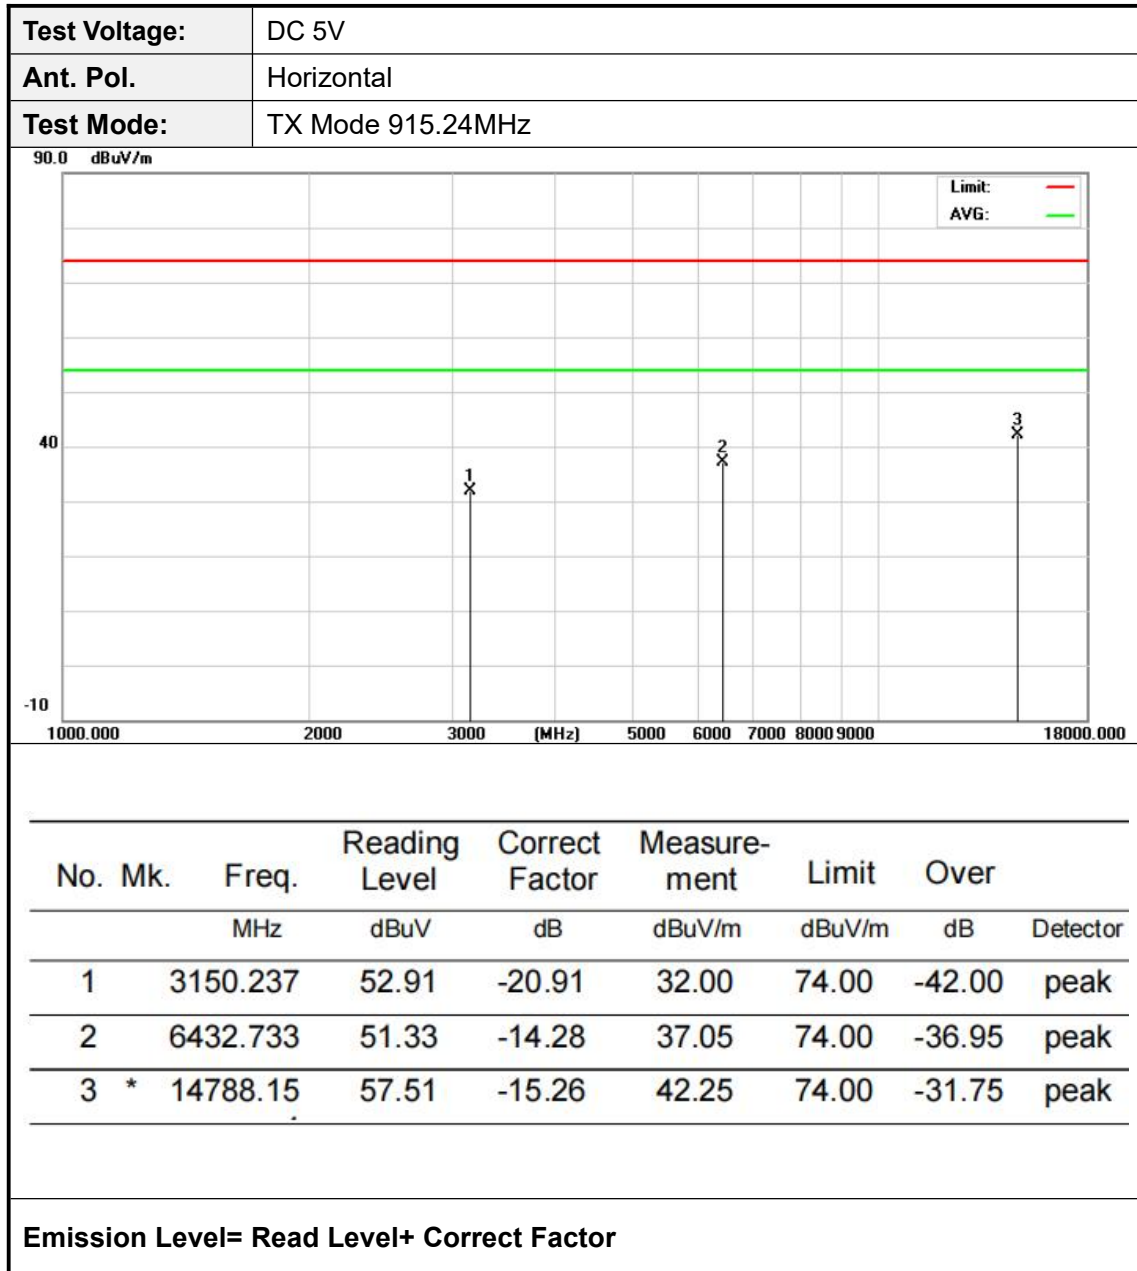 Test Voltage: DC 5V
Ant. Pol. Horizontal
Test Mode: TX Mode 915.24MHz
90.0 dBuV/m
Limit:
AVG:
3
40
2
1
-10
1000.000 2000 3000 (MHz) 5000 6000 7000 8000 9000 18000.000
No. Mk. Freq. Reading Level Correct Factor Measure-ment Limit Over
MHz dBuV dB dBuV/m dBuV/m dB Detector
1 3150.237 52.91 -20.91 32.00 74.00 -42.00 peak
2 6432.733 51.33 -14.28 37.05 74.00 -36.95 peak
3 * 14788.15 57.51 -15.26 42.25 74.00 -31.75 peak
Emission Level= Read Level+ Correct Factor